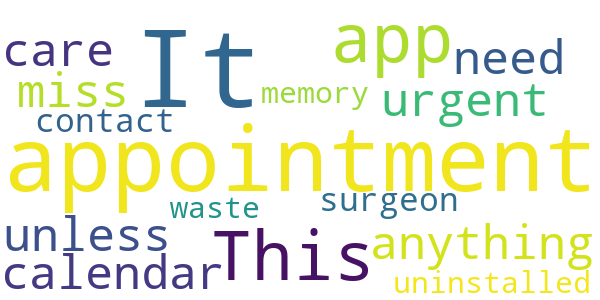 care It app need
miss memory urgent
contact
appointment
waste surgeon
unless This anything
calendar uninstalled